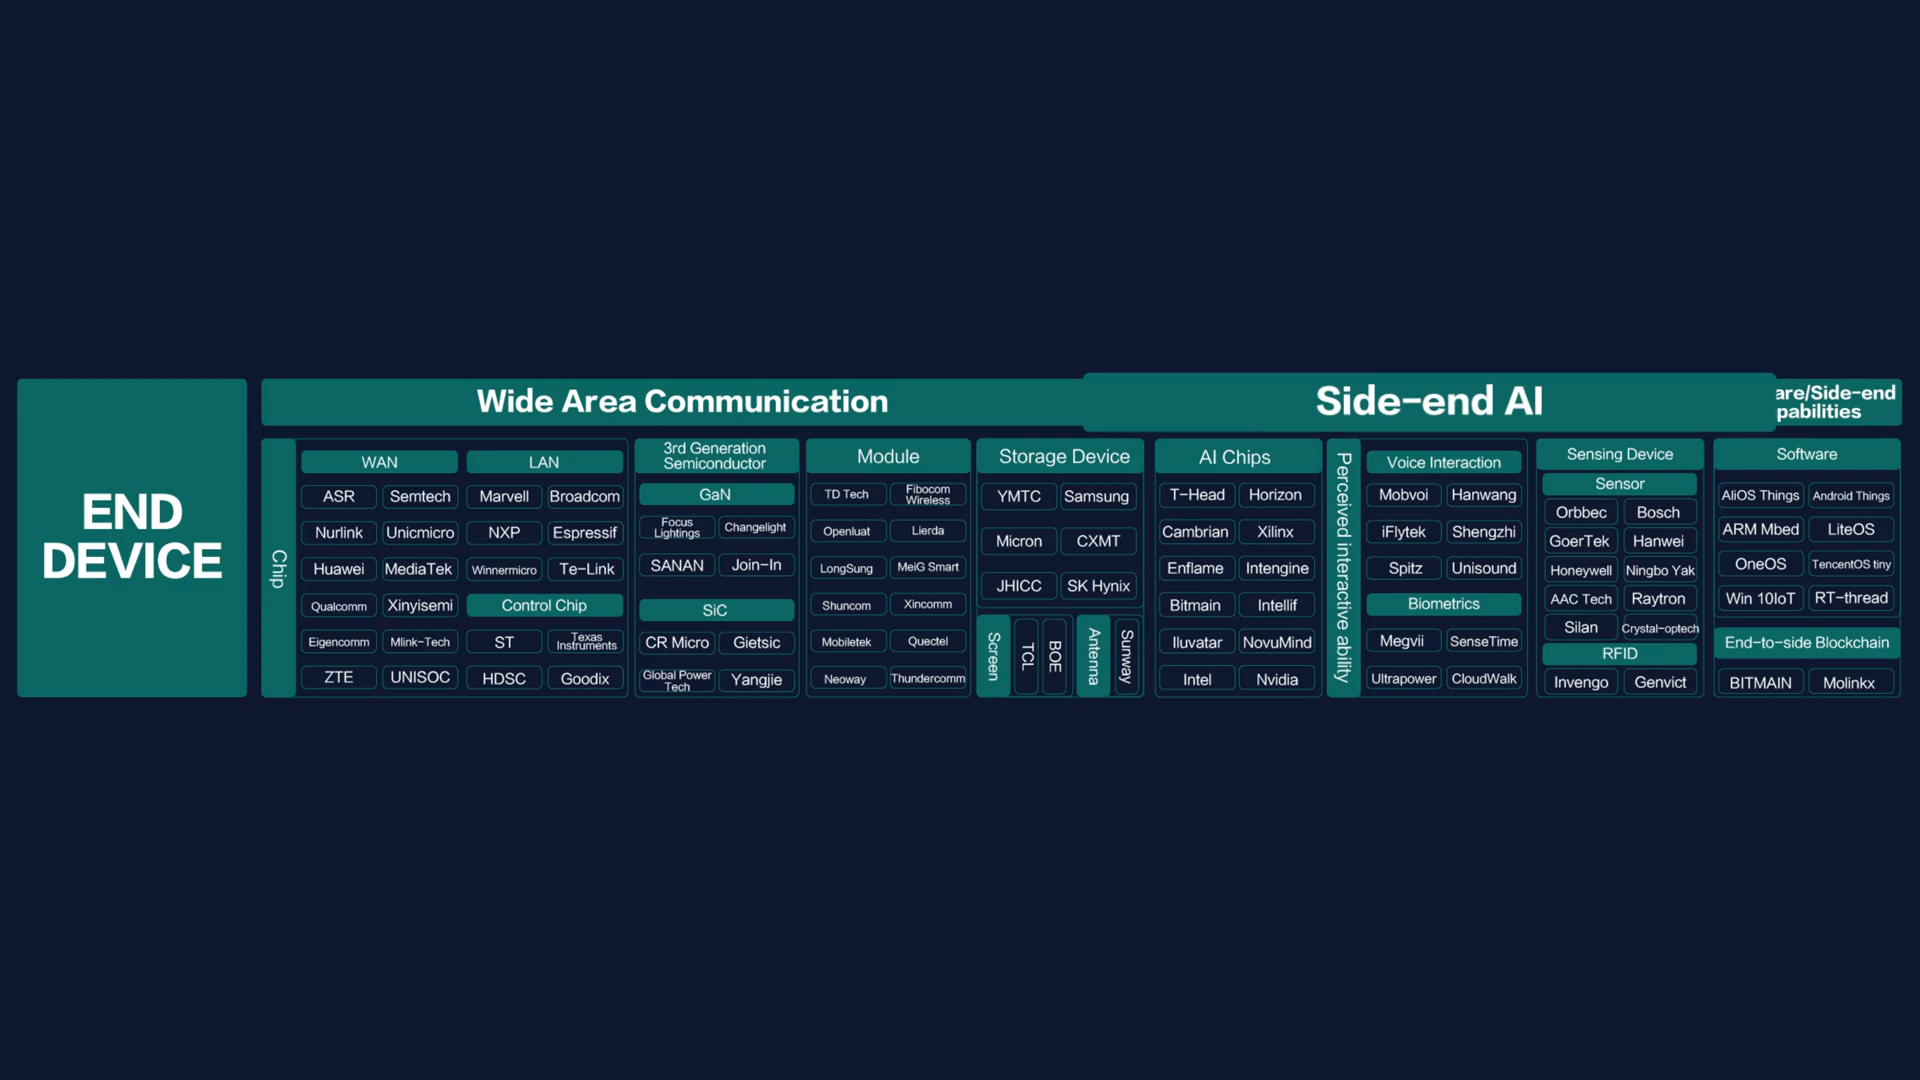 END
DEVICE
Wide Area Communication
Side-end AI
are/Side-end
pabilities
Chip
WAN
ASR
Semtech
Nurlink
Unicmicro
Huawei
MediaTek
Qualcomm
Xinyisemi
Eigencomm
Mlink-Tech
ZTE
UNISOC
LAN
Marvell
Broadcom
NXP
Espressif
Winnermicro
Te-Link
Control Chip
ST
Texas
Instruments
HDSC
Goodix
3rd Generation
Semiconductor
GaN
Focus
Lightings
Changelight
SANAN
Join-In
SiC
CR Micro
Gietsic
Global Power
Tech
Yangjie
Module
TD Tech
Fibocom
Wireless
Openluat
Lierda
LongSung
MeiG Smart
Shuncom
Xincomm
Mobiletek
Quectel
Neoway
Thundercomm
Storage Device
YMTC
Samsung
Micron
CXMT
JHICC
SK Hynix
Screen
TCL
BOE
Antenna
Sunway
AI Chips
T-Head
Horizon
Cambrian
Xilinx
Enflame
Intengine
Bitmain
Intellif
Iluvatar
NovuMind
Intel
Nvidia
Perceived interactive ability
Voice Interaction
Mobvoi
Hanwang
iFlytek
Shengzhi
Spitz
Unisound
Biometrics
Megvii
SenseTime
Ultrapower
CloudWalk
Sensing Device
Sensor
Orbbec
Bosch
GoerTek
Hanwei
Honeywell
Ningbo Yak
AAC Tech
Raytron
Silan
Crystal-optech
RFID
Invengo
Genvict
Software
AliOS Things
Android Things
ARM Mbed
LiteOS
OneOS
TencentOS tiny
Win 10IoT
RT-thread
End-to-side Blockchain
BITMAIN
Molinkx